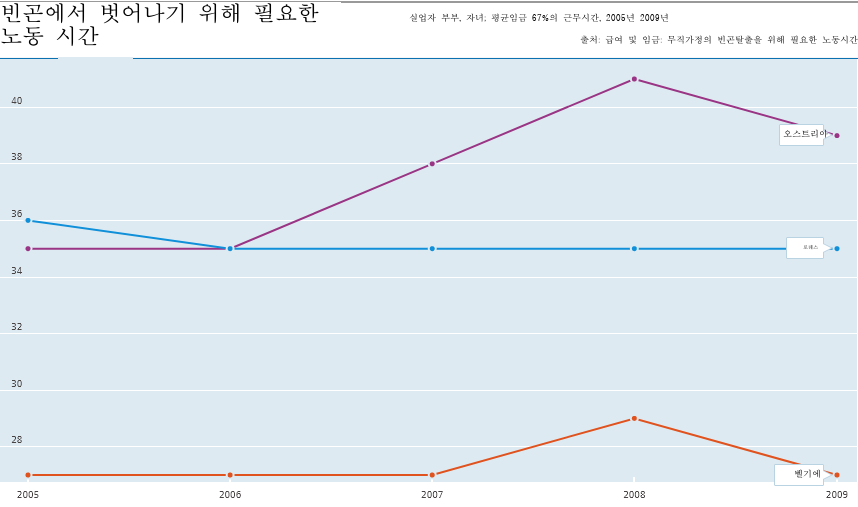 빈곤에서 벗어나기 위해 필요한
노동 시간
실업자 부부, 자녀; 평균임금 67%의 근무시간, 2005년 2009년
출처: 급여 및 임금: 무직가정의 빈곤탈출을 위해 필요한 노동시간
40
38
36
34
32
30
28
오스트리아
벨기에
2005
2006
2007
2008
2009